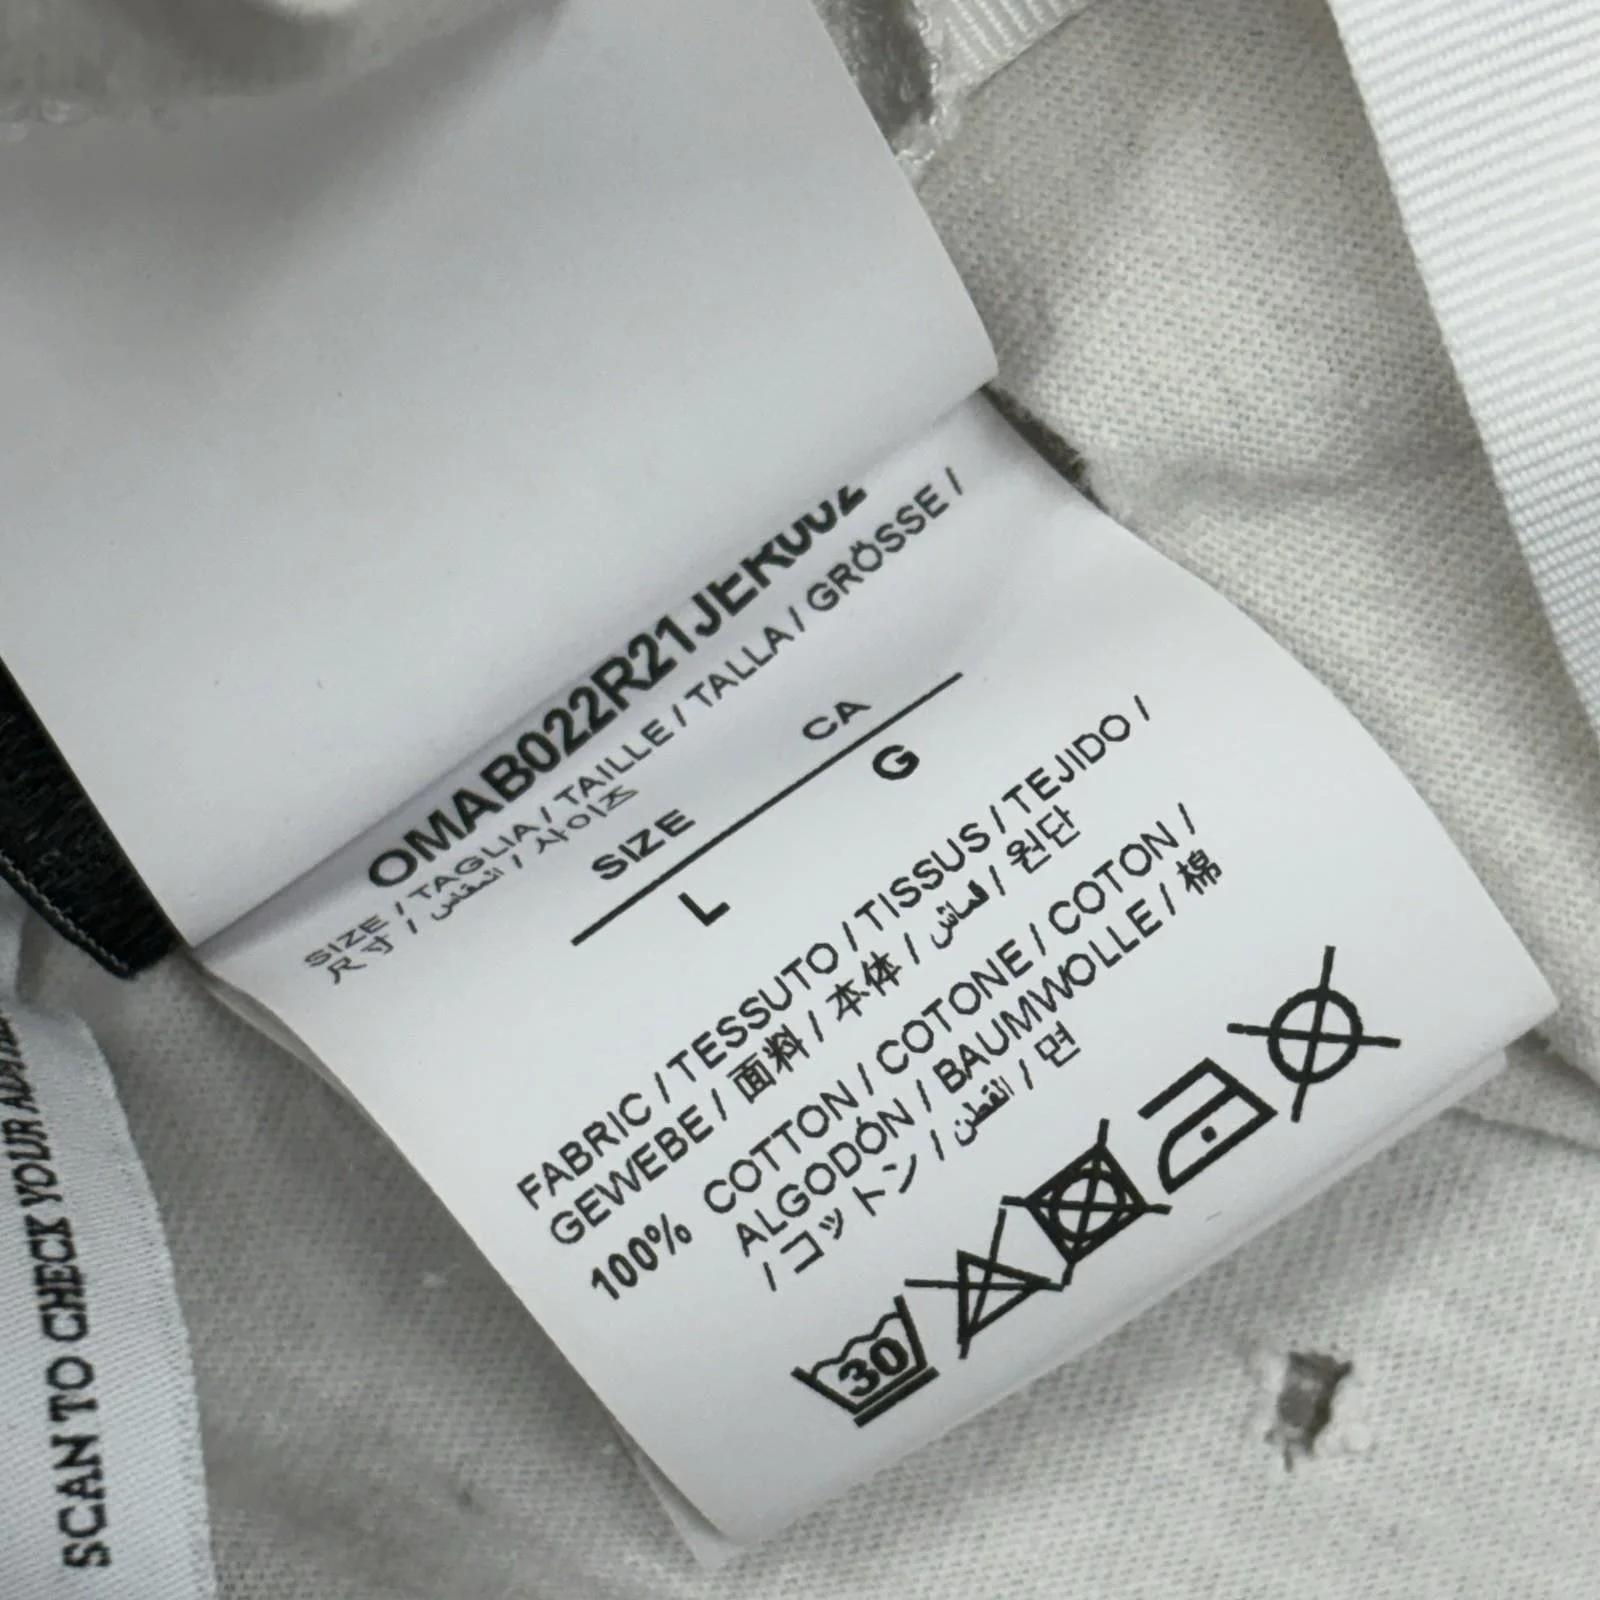 OMAB022R21JER002
SIZE / TAGLIA / TAILLE / TALLA / GRÖSSE /
尺寸 / المقاس / 사이즈
SIZE CA
L G
FABRIC / TESSUTO / TISSUS / TEJIDO /
GEWEBE / 面料 / 本体 / قماش / 원단
100% COTTON / COTONE / COTON /
ALGODÓN / BAUMWOLLE / 棉
/ コットン / القطن / 면
30
SCAN TO CHECK YOUR